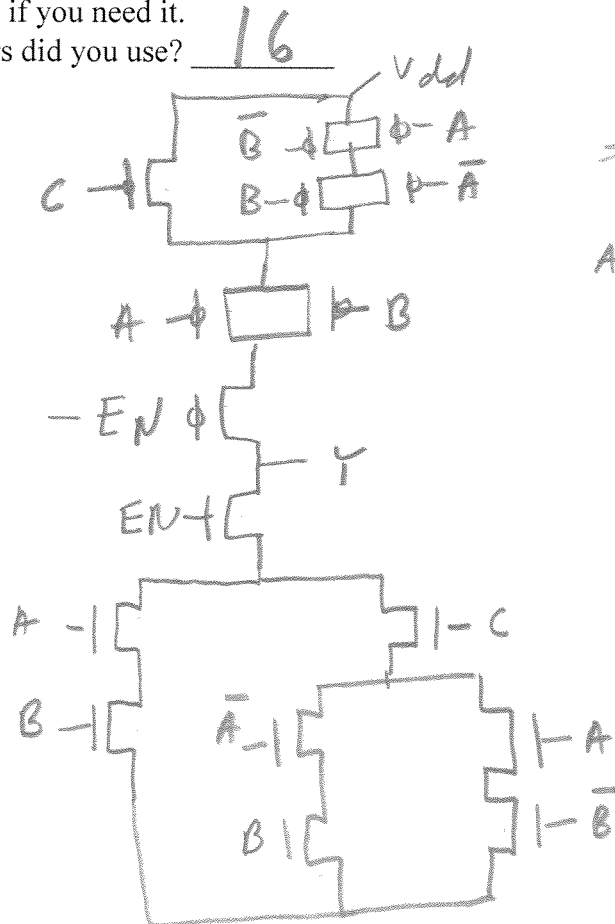 if you need it.
s did you use? 16
Vdd
B̅ A
C B A̅
A
A B
– EN
Y
EN
A C
B A̅ A
B B̅